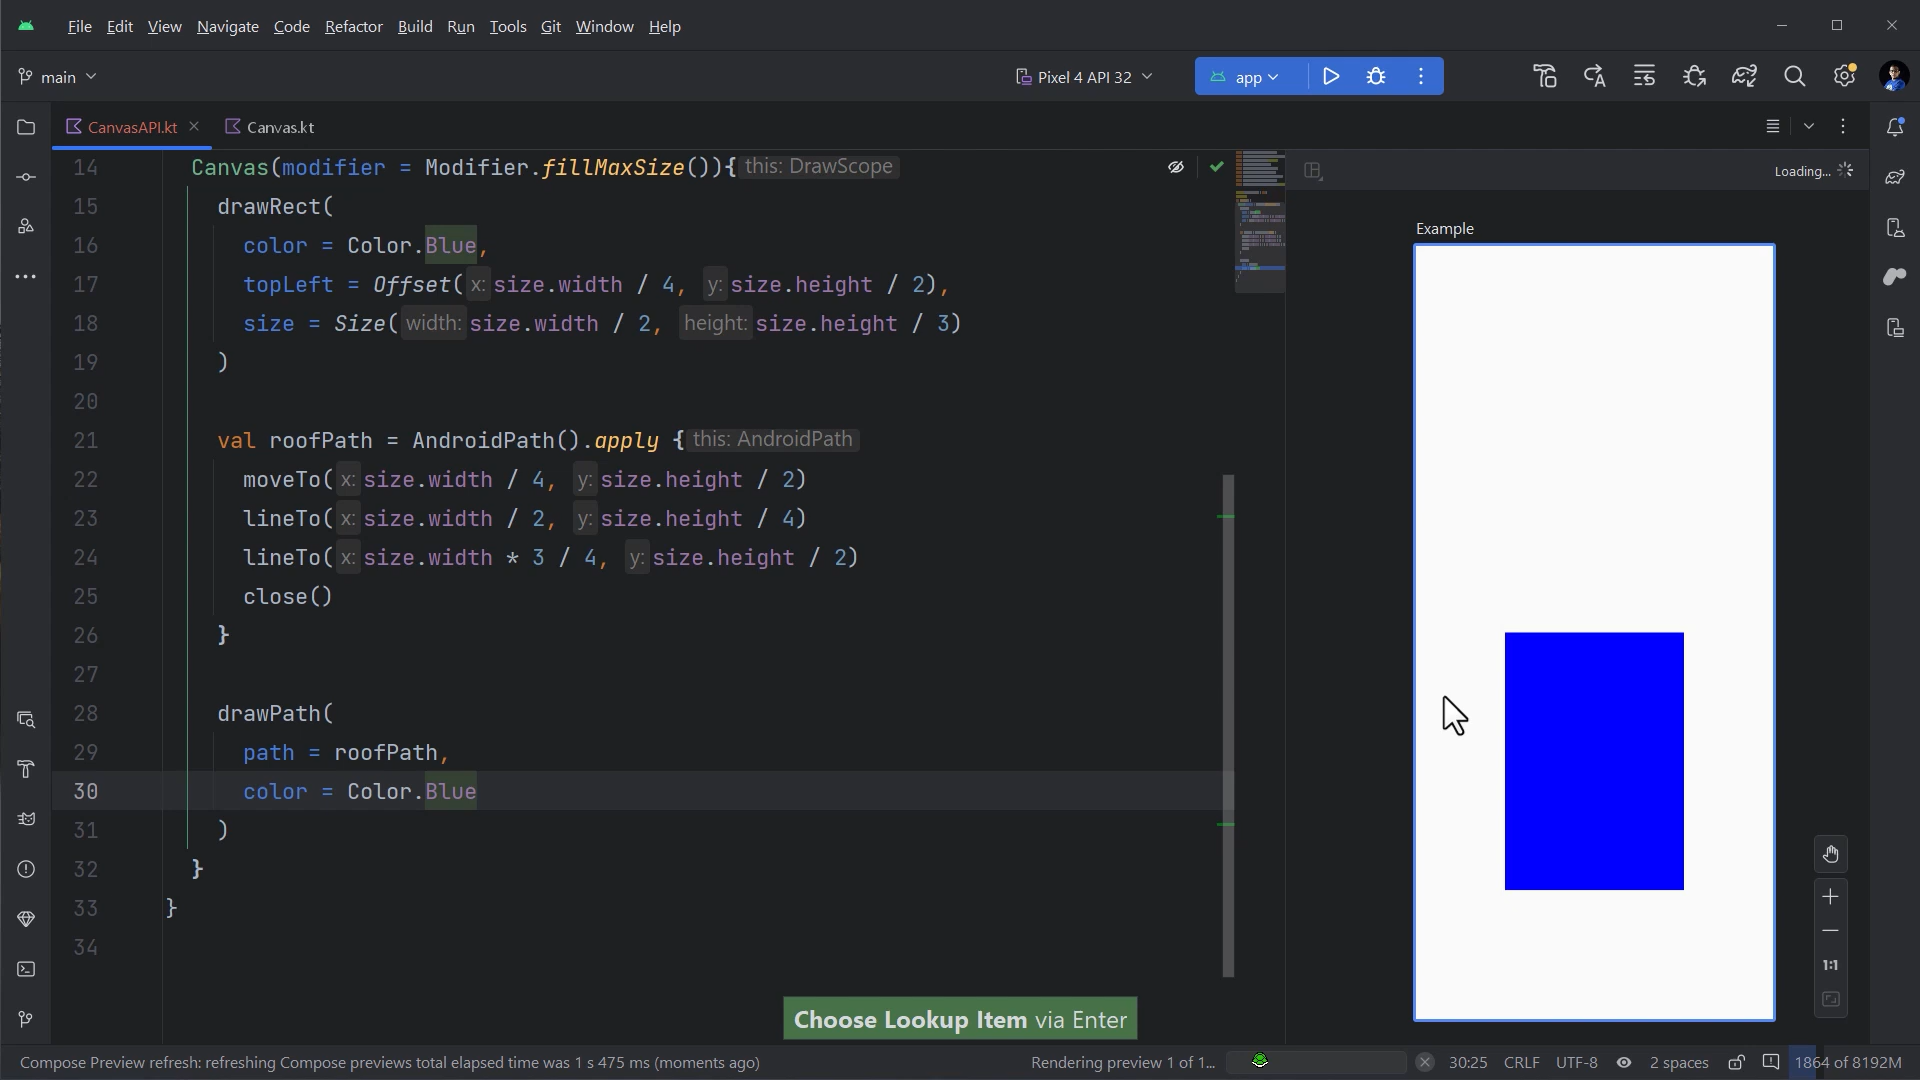 File Edit View Navigate Code Refactor Build Run Tools Git Window Help
main Pixel 4 API 32 app
CanvasAPI.kt Canvas.kt
14 Canvas(modifier = Modifier.fillMaxSize()){ this: DrawScope
Loading...
15 drawRect(
16 color = Color.Blue,
17 topLeft = Offset( x: size.width / 4, y: size.height / 2),
18 size = Size( width: size.width / 2, height: size.height / 3)
19 )
20
21 val roofPath = AndroidPath().apply { this: AndroidPath
22 moveTo( x: size.width / 4, y: size.height / 2)
23 lineTo( x: size.width / 2, y: size.height / 4)
24 lineTo( x: size.width * 3 / 4, y: size.height / 2)
25 close()
26 }
27
28 drawPath(
29 path = roofPath,
30 color = Color.Blue
31 )
32 }
33 }
34
Example
1:1
Choose Lookup Item via Enter
Compose Preview refresh: refreshing Compose previews total elapsed time was 1 s 475 ms (moments ago) Rendering preview 1 of 1... 30:25 CRLF UTF-8 2 spaces 1864 of 8192M